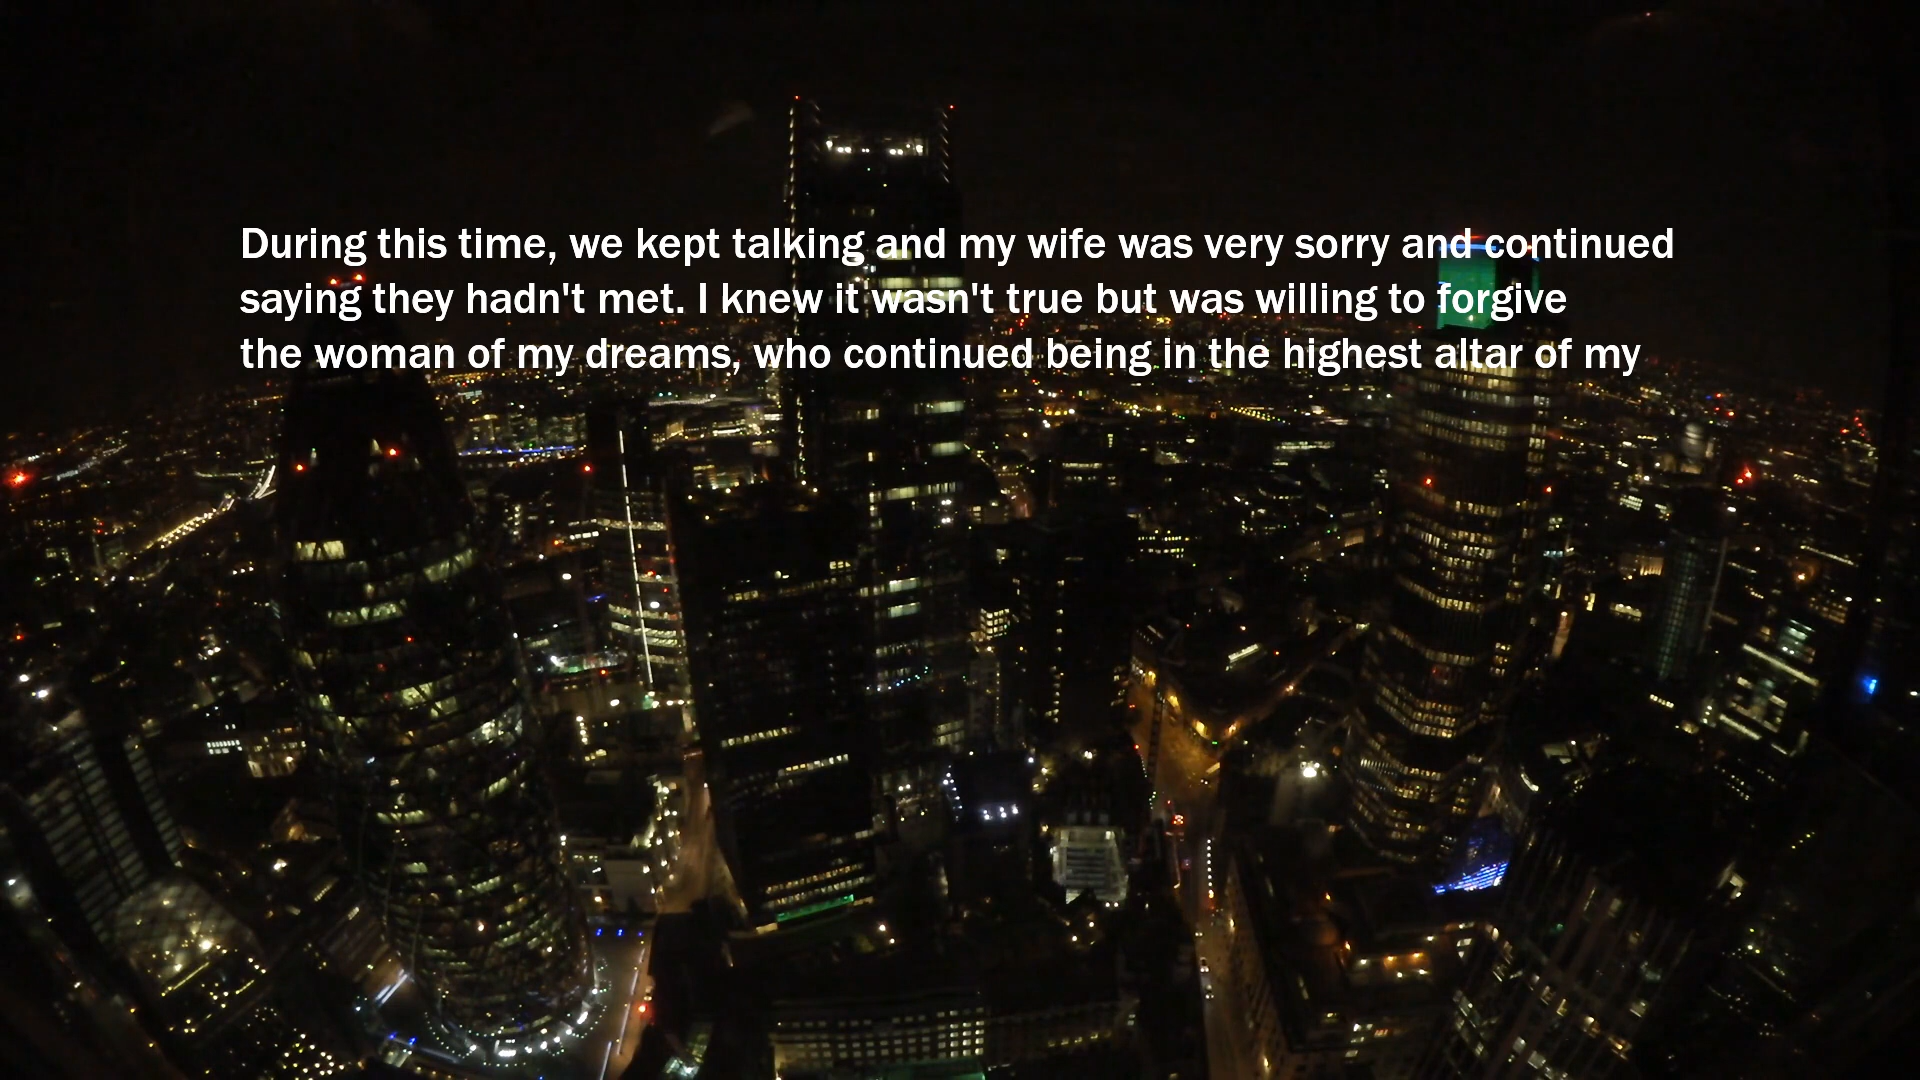 During this time, we kept talking and my wife was very sorry and continued
saying they hadn't met. I knew it wasn't true but was willing to forgive
the woman of my dreams, who continued being in the highest altar of my